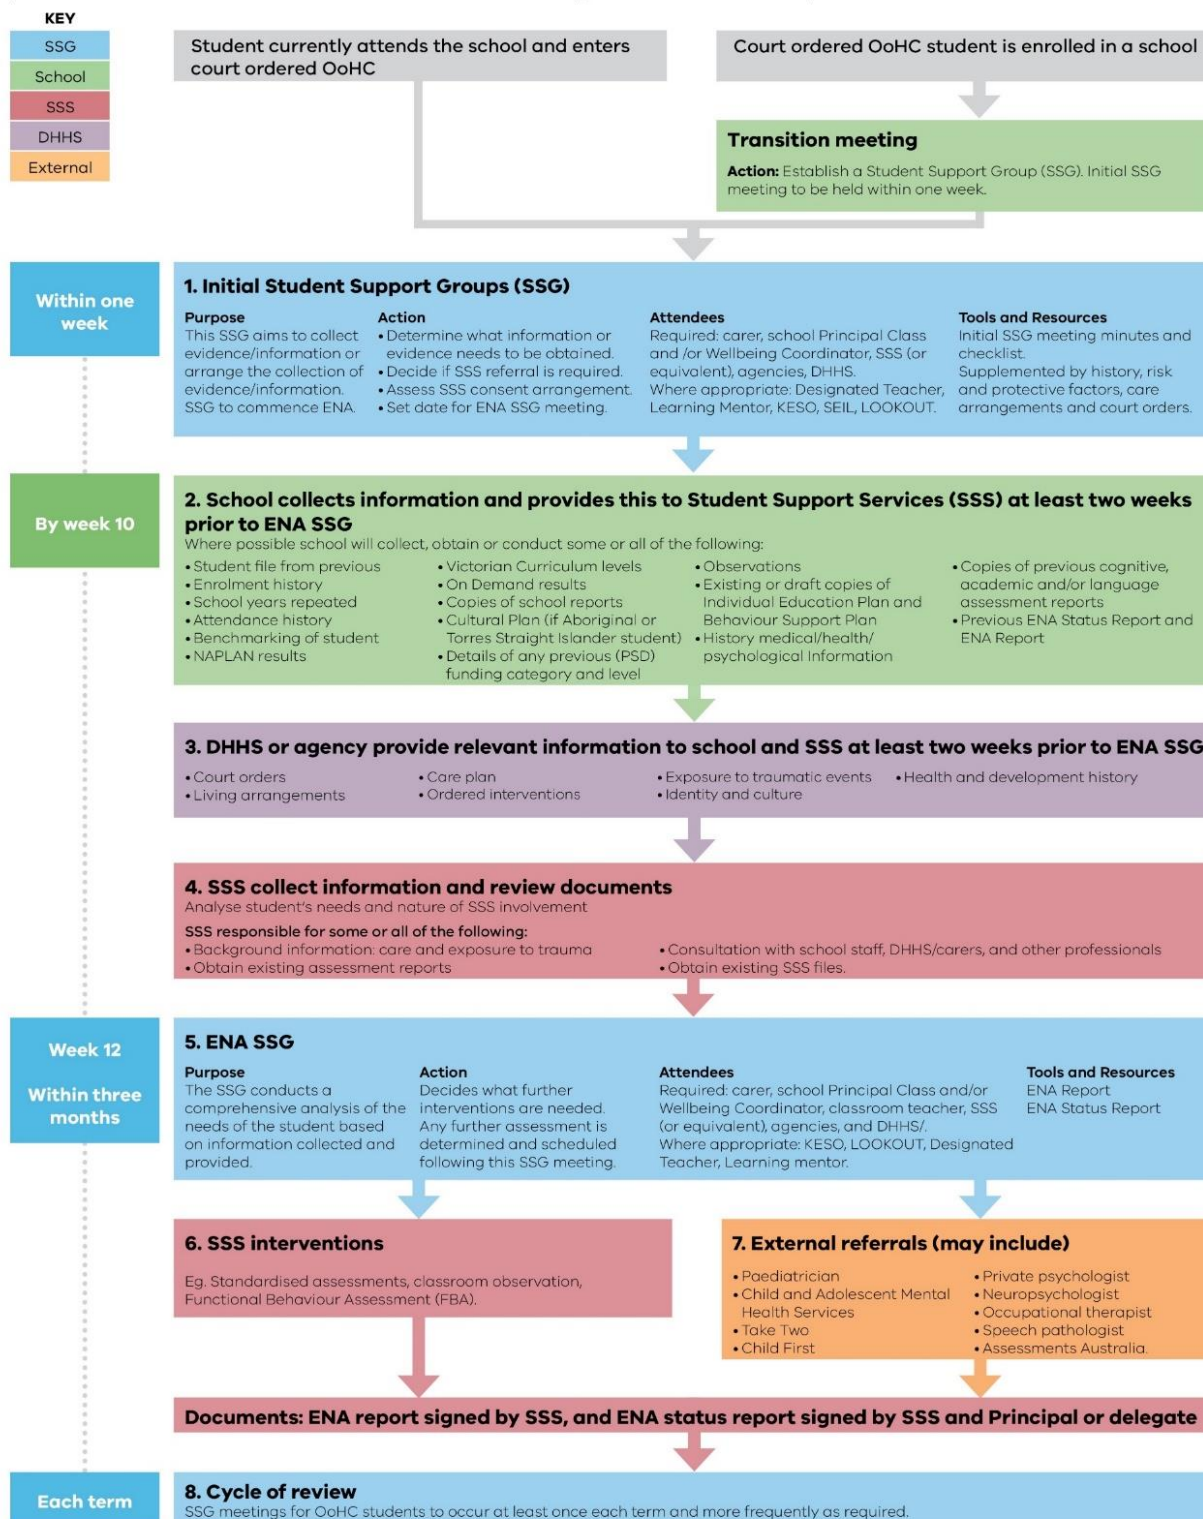 KEY
SSG
School
SSS
DHHS
External
Student currently attends the school and enters
court ordered OoHC
Court ordered OoHC student is enrolled in a school
Transition meeting
Action: Establish a Student Support Group (SSG). Initial SSG
meeting to be held within one week.
Within one
week
1. Initial Student Support Groups (SSG)
Purpose
This SSG aims to collect
evidence/information or
arrange the collection of
evidence/information.
SSG to commence ENA.
Action
• Determine what information or
evidence needs to be obtained.
• Decide if SSS referral is required.
• Assess SSS consent arrangement.
• Set date for ENA SSG meeting.
Attendees
Required: carer, school Principal Class
and /or Wellbeing Coordinator, SSS (or
equivalent), agencies, DHHS.
Where appropriate: Designated Teacher,
Learning Mentor, KESO, SEIL, LOOKOUT.
Tools and Resources
Initial SSG meeting minutes and
checklist.
Supplemented by history, risk
and protective factors, care
arrangements and court orders.
By week 10
2. School collects information and provides this to Student Support Services (SSS) at least two weeks
prior to ENA SSG
Where possible school will collect, obtain or conduct some or all of the following:
• Student file from previous
• Enrolment history
• School years repeated
• Attendance history
• Benchmarking of student
• NAPLAN results
• Victorian Curriculum levels
• On Demand results
• Copies of school reports
• Cultural Plan (if Aboriginal or
Torres Straight Islander student)
• Details of any previous (PSD)
funding category and level
• Observations
• Existing or draft copies of
Individual Education Plan and
Behaviour Support Plan
• History medical/health/
psychological Information
• Copies of previous cognitive,
academic and/or language
assessment reports
• Previous ENA Status Report and
ENA Report
3. DHHS or agency provide relevant information to school and SSS at least two weeks prior to ENA SSG
• Court orders
• Living arrangements
• Care plan
• Ordered interventions
• Exposure to traumatic events
• Identity and culture
• Health and development history
4. SSS collect information and review documents
Analyse student's needs and nature of SSS involvement
SSS responsible for some or all of the following:
• Background information: care and exposure to trauma
• Obtain existing assessment reports
• Consultation with school staff, DHHS/carers, and other professionals
• Obtain existing SSS files.
Week 12
Within three
months
5. ENA SSG
Purpose
The SSG conducts a
comprehensive analysis of the
needs of the student based
on information collected and
provided.
Action
Decides what further
interventions are needed.
Any further assessment is
determined and scheduled
following this SSG meeting.
Attendees
Required: carer, school Principal Class and/or
Wellbeing Coordinator, classroom teacher, SSS
(or equivalent), agencies, and DHHS/.
Where appropriate: KESO, LOOKOUT, Designated
Teacher, Learning mentor.
Tools and Resources
ENA Report
ENA Status Report
6. SSS interventions
Eg. Standardised assessments, classroom observation,
Functional Behaviour Assessment (FBA).
7. External referrals (may include)
• Paediatrician
• Child and Adolescent Mental
Health Services
• Take Two
• Child First
• Private psychologist
• Neuropsychologist
• Occupational therapist
• Speech pathologist
• Assessments Australia.
Documents: ENA report signed by SSS, and ENA status report signed by SSS and Principal or delegate
Each term
8. Cycle of review
SSG meetings for OoHC students to occur at least once each term and more frequently as required.